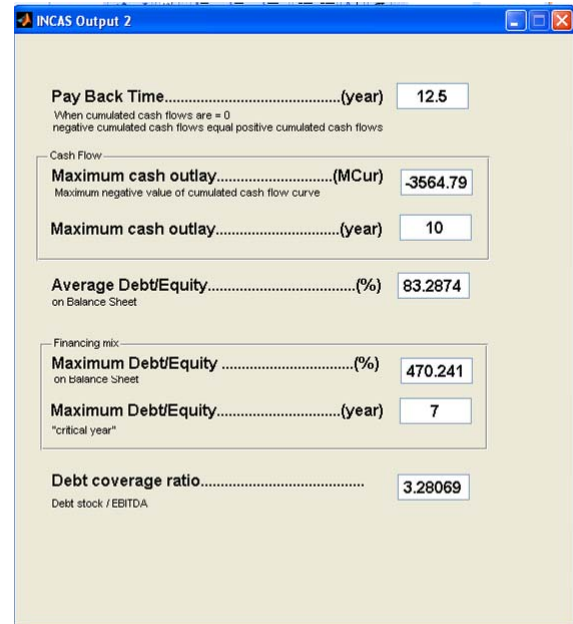 INCAS Output 2
Pay Back Time............................................(year) 12.5
When cumulated cash flows are = 0
negative cumulated cash flows equal positive cumulated cash flows
Cash Flow
Maximum cash outlay.............................(MCur) -3564.79
Maximum negative value of cumulated cash flow curve
Maximum cash outlay...............................(year) 10
Average Debt/Equity.....................................(%) 83.2874
on Balance Sheet
Financing mix
Maximum Debt/Equity .................................(%) 470.241
on Balance Sheet
Maximum Debt/Equity...............................(year) 7
"critical year"
Debt coverage ratio......................................... 3.28069
Debt stock / EBITDA